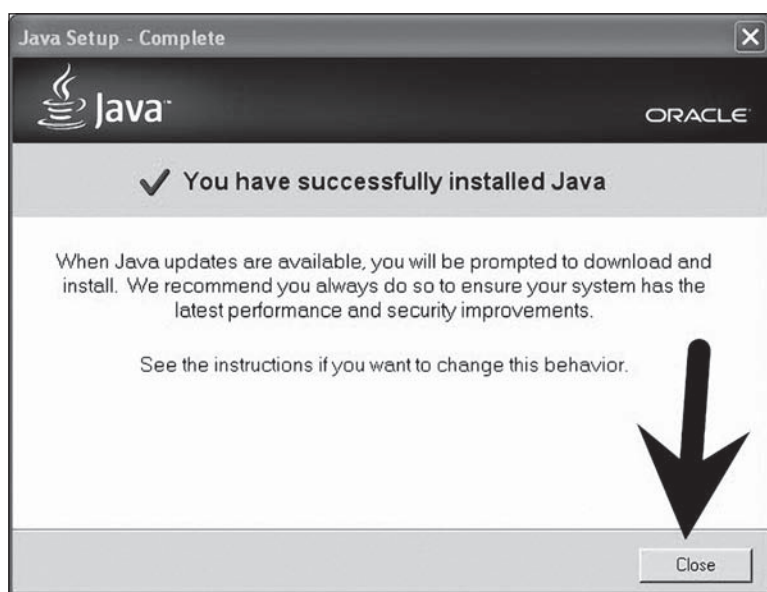 Java Setup - Complete
Java™
ORACLE
You have successfully installed Java
When Java updates are available, you will be prompted to download and
install. We recommend you always do so to ensure your system has the
latest performance and security improvements.
See the instructions if you want to change this behavior.
Close